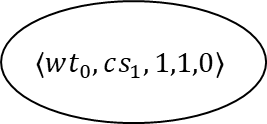 ⟨wt₀, cs₁, 1,1,0⟩